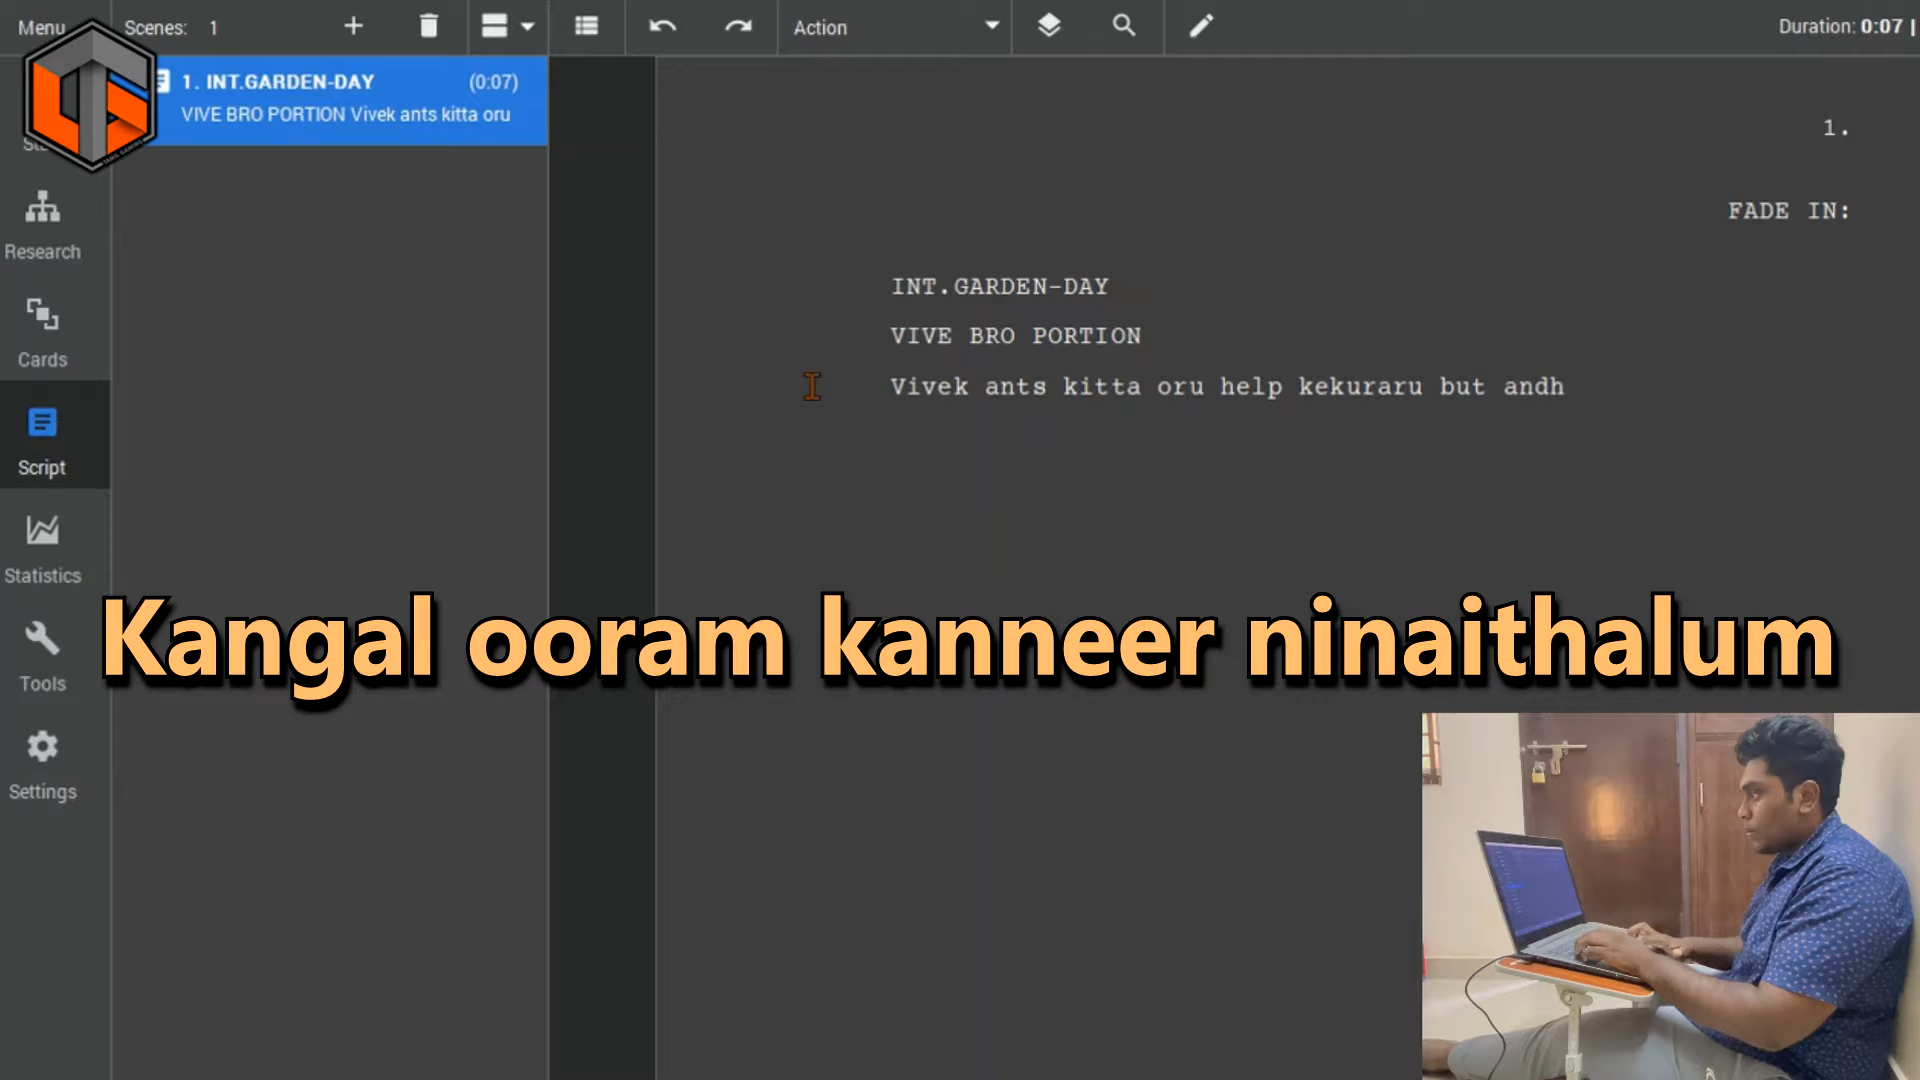 Menu
Scenes: 1
Action
Duration: 0:07 |
1. INT.GARDEN-DAY (0:07)
VIVE BRO PORTION Vivek ants kitta oru
Research
Cards
Script
Statistics
Tools
Settings
1.
FADE IN:
INT.GARDEN-DAY
VIVE BRO PORTION
Vivek ants kitta oru help kekuraru but andh
Kangal ooram kanneer ninaithalum